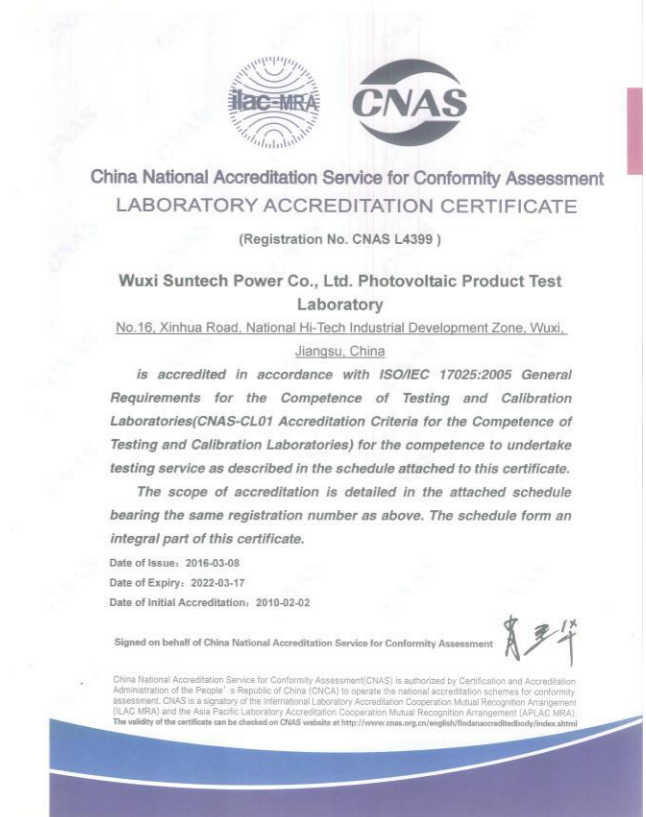 ilac-MRA
CNAS
China National Accreditation Service for Conformity Assessment
LABORATORY ACCREDITATION CERTIFICATE
(Registration No. CNAS L4399 )
Wuxi Suntech Power Co., Ltd. Photovoltaic Product Test
Laboratory
No.16, Xinhua Road, National Hi-Tech Industrial Development Zone, Wuxi,
Jiangsu, China
is accredited in accordance with ISO/IEC 17025:2005 General
Requirements for the Competence of Testing and Calibration
Laboratories(CNAS-CL01 Accreditation Criteria for the Competence of
Testing and Calibration Laboratories) for the competence to undertake
testing service as described in the schedule attached to this certificate.
The scope of accreditation is detailed in the attached schedule
bearing the same registration number as above. The schedule form an
integral part of this certificate.
Date of Issue: 2016-03-08
Date of Expiry: 2022-03-17
Date of Initial Accreditation: 2010-02-02
Signed on behalf of China National Accreditation Service for Conformity Assessment
China National Accreditation Service for Conformity Assessment(CNAS) is authorized by Certification and Accreditation
Administration of the People's Republic of China (CNCA) to operate the national accreditation schemes for conformity
assessment. CNAS is a signatory of the International Laboratory Accreditation Cooperation Mutual Recognition Arrangement
(ILAC MRA) and the Asia Pacific Laboratory Accreditation Cooperation Mutual Recognition Arrangement (APLAC MRA).
The validity of the certificate can be checked on CNAS website at http://www.cnas.org.cn/english/findanaccreditedbody/index.shtml